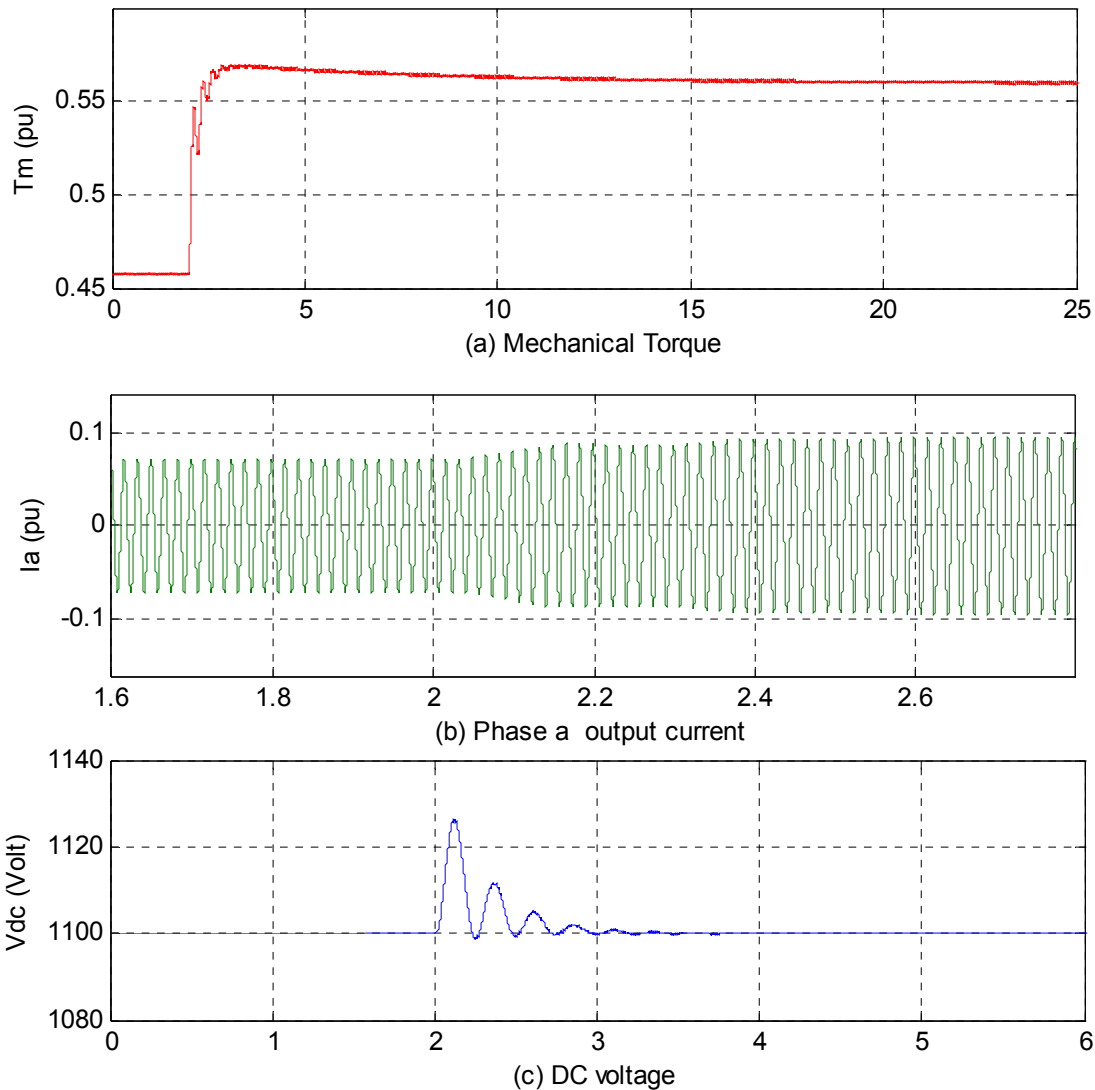 Tm (pu)
0.55
0.5
0.45
0 5 10 15 20 25
(a) Mechanical Torque
Ia (pu)
0.1
0
-0.1
1.6 1.8 2 2.2 2.4 2.6
(b) Phase a output current
Vdc (Volt)
1140
1120
1100
1080
0 1 2 3 4 5 6
(c) DC voltage